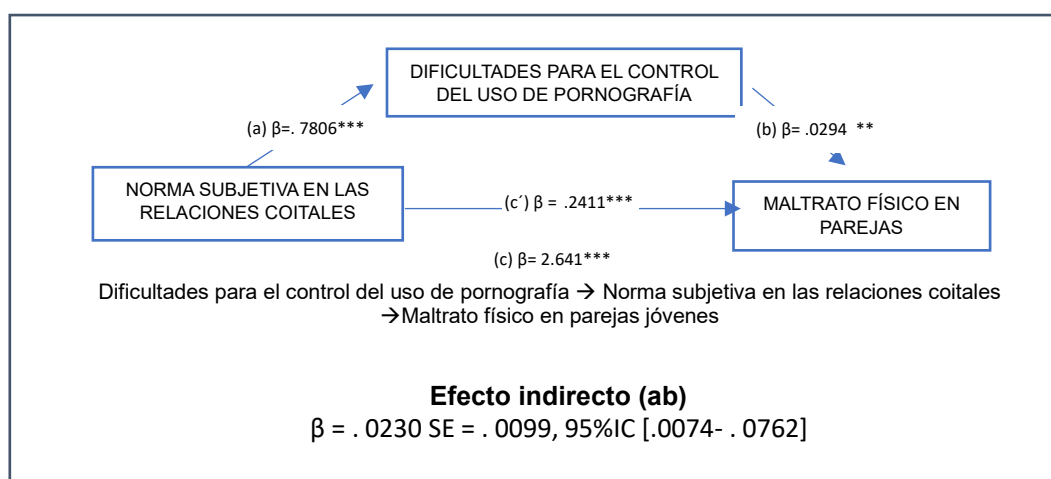 DIFICULTADES PARA EL CONTROL
DEL USO DE PORNOGRAFÍA
(a) β=. 7806***
(b) β= .0294 **
NORMA SUBJETIVA EN LAS
RELACIONES COITALES
(c´) β = .2411***
MALTRATO FÍSICO EN
PAREJAS
(c) β= 2.641***
Dificultades para el control del uso de pornografía → Norma subjetiva en las relaciones coitales
→Maltrato físico en parejas jóvenes
Efecto indirecto (ab)
β = . 0230 SE = . 0099, 95%IC [.0074- . 0762]